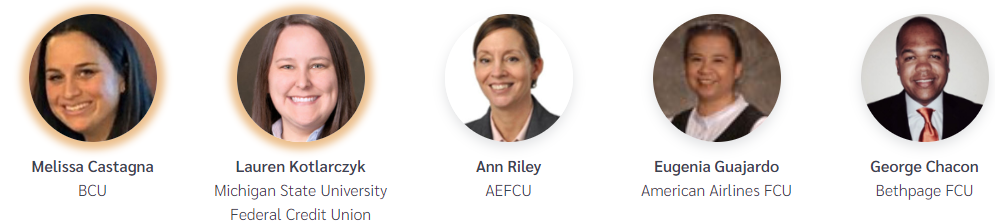 Melissa Castagna
BCU
Lauren Kotlarczyk
Michigan State University
Federal Credit Union
Ann Riley
AEFCU
Eugenia Guajardo
American Airlines FCU
George Chacon
Bethpage FCU